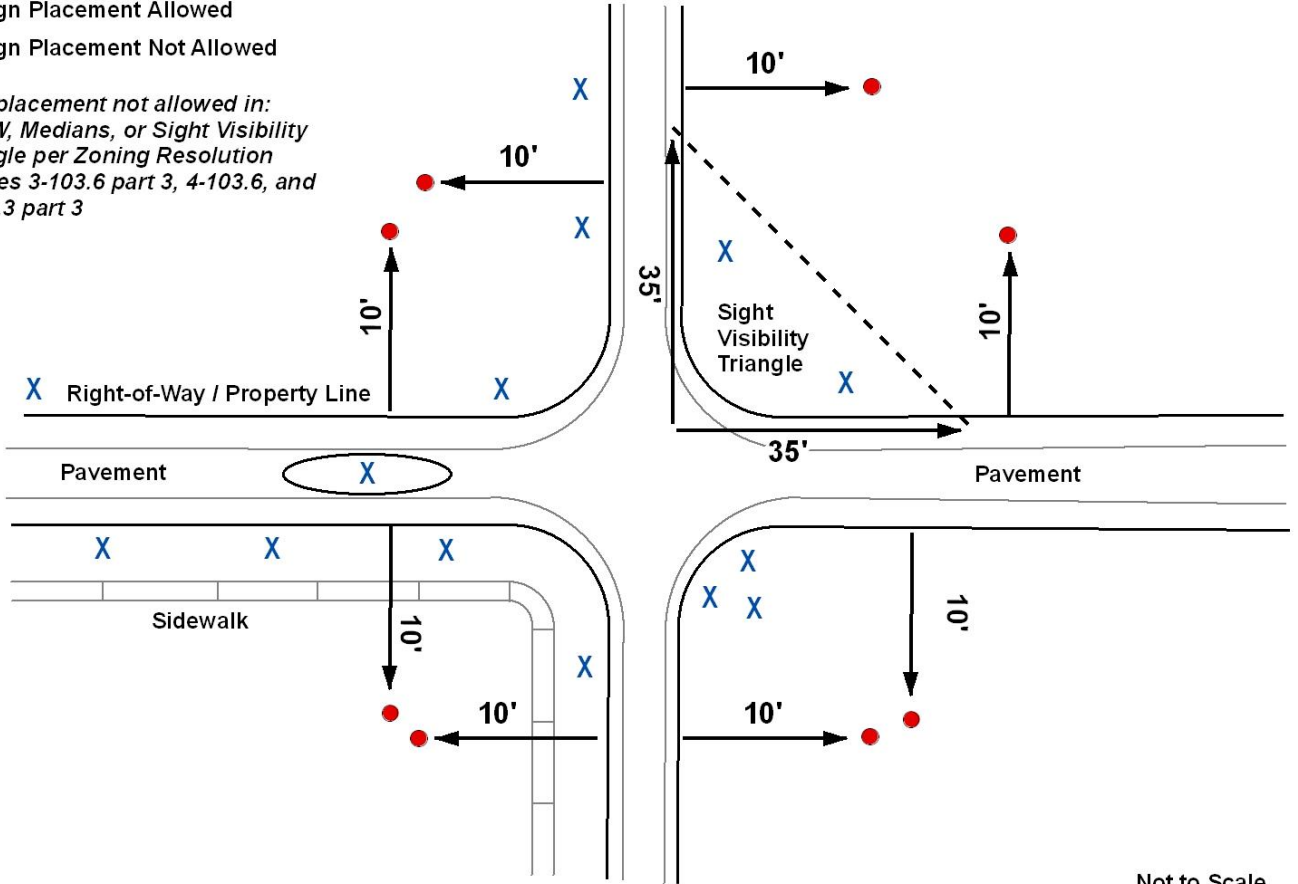 gn Placement Allowed
gn Placement Not Allowed
placement not allowed in:
W, Medians, or Sight Visibility
gle per Zoning Resolution
es 3-103.6 part 3, 4-103.6, and
.3 part 3
X
10'
10'
X
X
10'
35'
Sight
Visibility
Triangle
10'
X
X
Right-of-Way / Property Line
X
35'
Pavement
X
Pavement
X
X
X
X
X
X
Sidewalk
10'
10'
X
10'
10'
Not to Scale